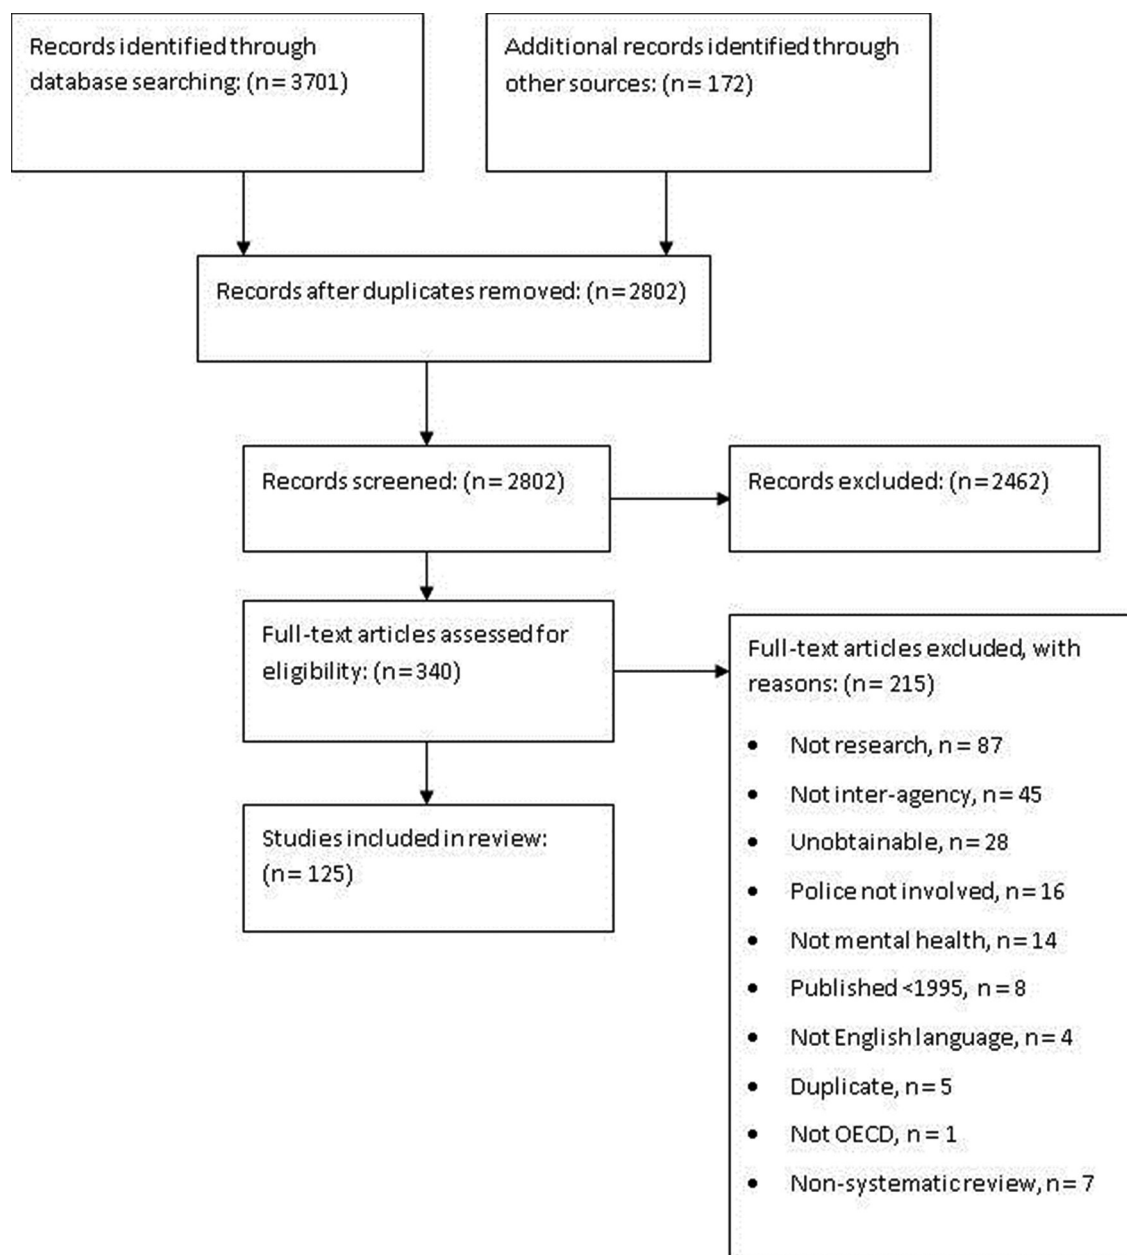 Records identified through
database searching: (n= 3701)
Additional records identified through
other sources: (n= 172)
Records after duplicates removed: (n=2802)
Records screened: (n= 2802)
Records excluded: (n=2462)
Full-text articles assessed for
eligibility: (n=340)
Full-text articles excluded, with
reasons: (n= 215)
• Not research, n= 87
• Not inter-agency, n=45
• Unobtainable, n= 28
• Police not involved, n=16
• Not mental health, n=14
• Published <1995, n=8
• Not English language, n=4
• Duplicate, n=5
• Not OECD, n= 1
• Non-systematic review, n=7
Studies included in review:
(n= 125)